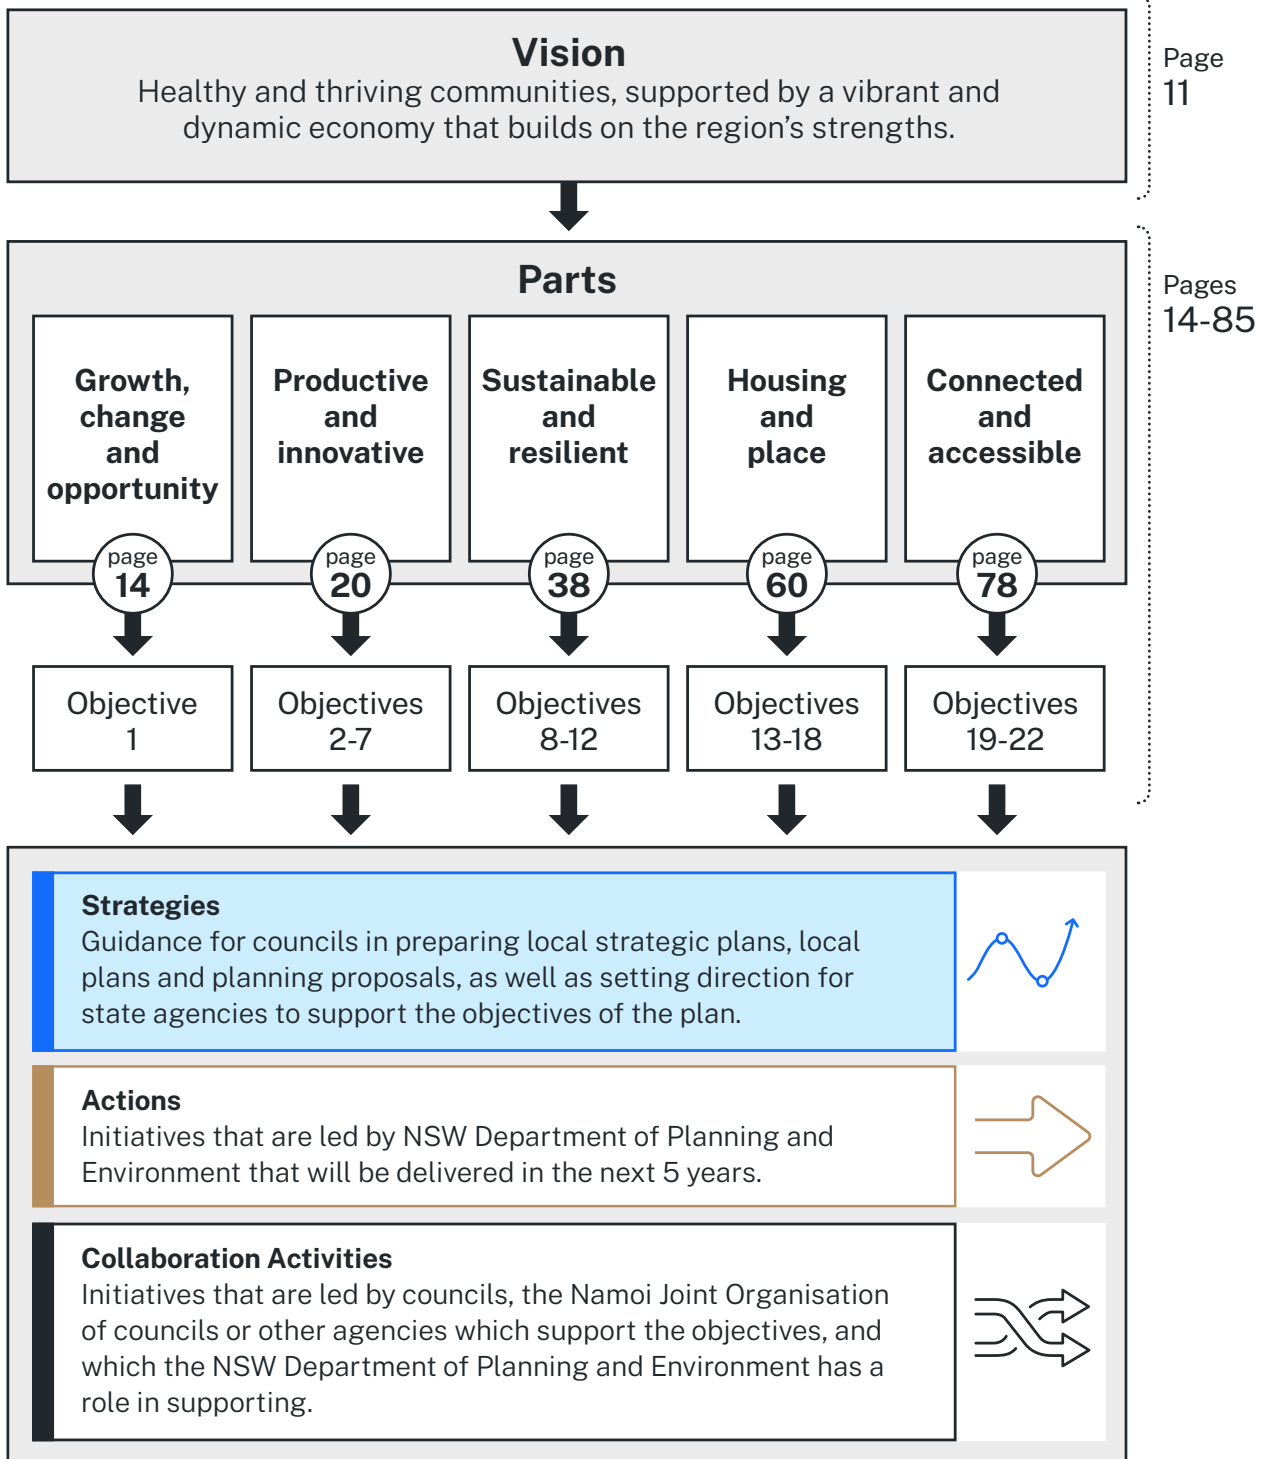 Vision
Healthy and thriving communities, supported by a vibrant and
dynamic economy that builds on the region’s strengths.
Page
11
Parts
Pages
14-85
Growth,
change
and
opportunity
page
14
Productive
and
innovative
page
20
Sustainable
and
resilient
page
38
Housing
and
place
page
60
Connected
and
accessible
page
78
Objective
1
Objectives
2-7
Objectives
8-12
Objectives
13-18
Objectives
19-22
Strategies
Guidance for councils in preparing local strategic plans, local
plans and planning proposals, as well as setting direction for
state agencies to support the objectives of the plan.
Actions
Initiatives that are led by NSW Department of Planning and
Environment that will be delivered in the next 5 years.
Collaboration Activities
Initiatives that are led by councils, the Namoi Joint Organisation
of councils or other agencies which support the objectives, and
which the NSW Department of Planning and Environment has a
role in supporting.